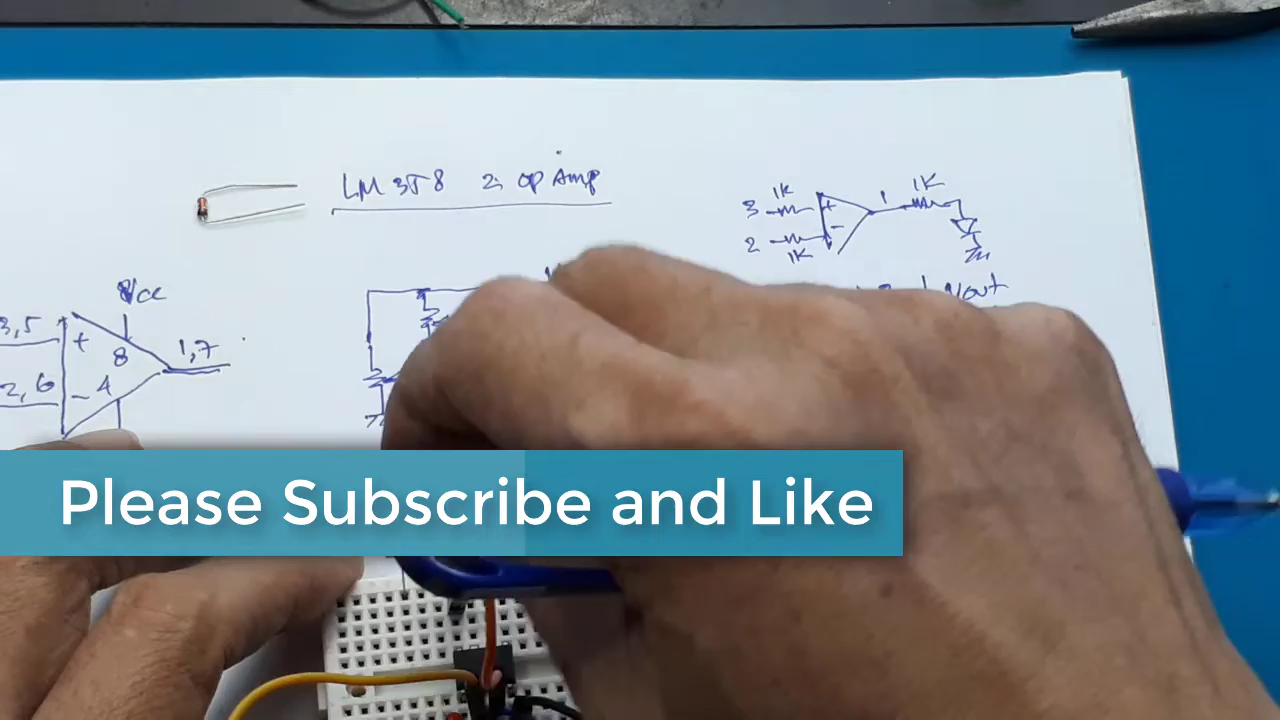 LM358 2 op Amp
1K
1K
3
1
2
1K
Vcc
Vout
3,5
+
8
1,7
2,6
-
4
Please Subscribe and Like